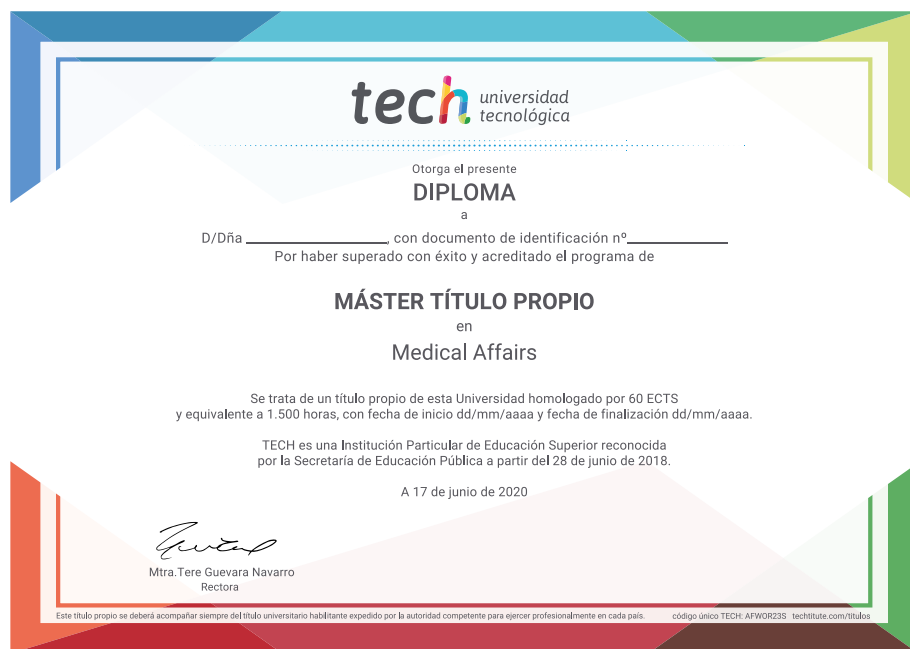 tech universidad
tecnológica
Otorga el presente
DIPLOMA
a
D/Dña ____________________, con documento de identificación nº______________
Por haber superado con éxito y acreditado el programa de
MÁSTER TÍTULO PROPIO
en
Medical Affairs
Se trata de un título propio de esta Universidad homologado por 60 ECTS
y equivalente a 1.500 horas, con fecha de inicio dd/mm/aaaa y fecha de finalización dd/mm/aaaa.
TECH es una Institución Particular de Educación Superior reconocida
por la Secretaría de Educación Pública a partir del 28 de junio de 2018.
A 17 de junio de 2020
Mtra.Tere Guevara Navarro
Rectora
Este título propio se deberá acompañar siempre del título universitario habilitante expedido por la autoridad competente para ejercer profesionalmente en cada país. código único TECH: AFWOR23S techtitute.com/titulos